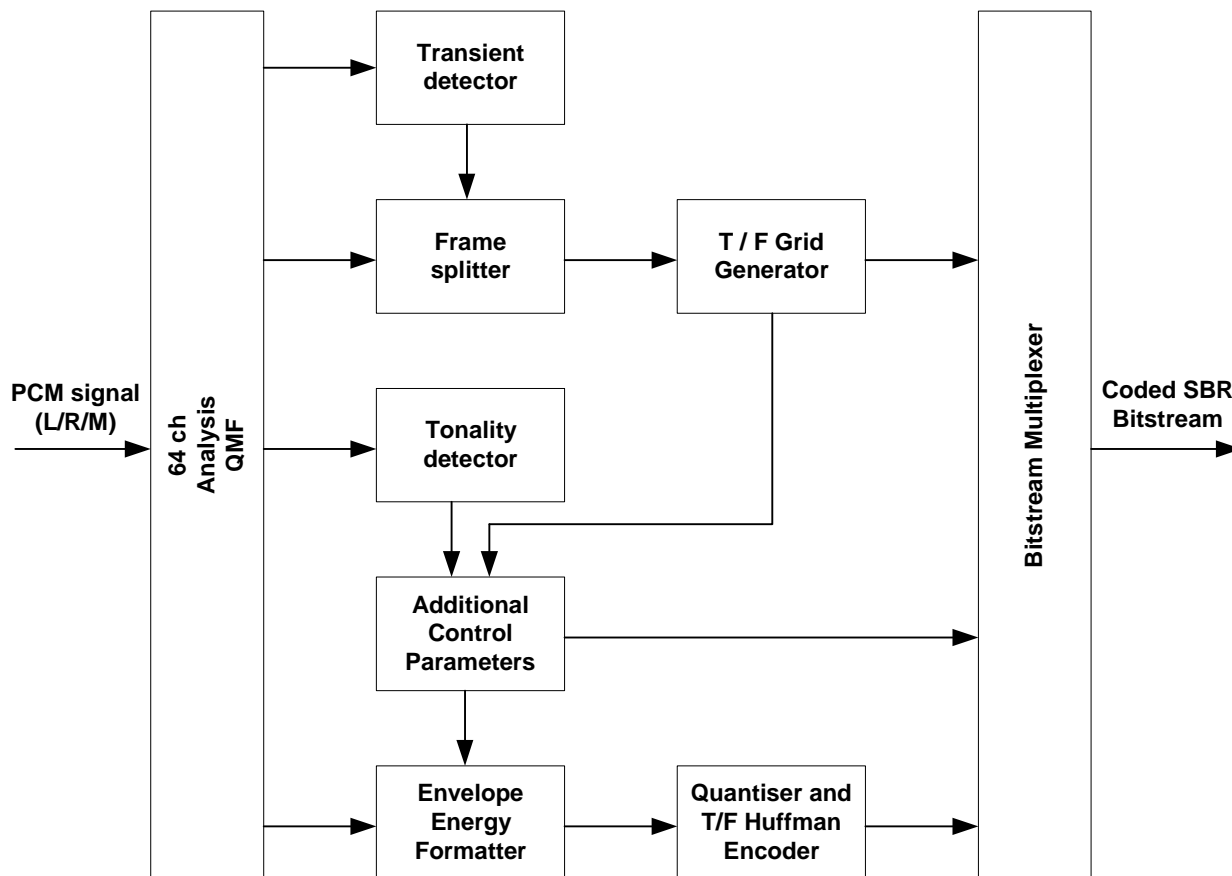 Transient
detector
Frame
splitter
T / F Grid
Generator
PCM signal
(L/R/M)
64 ch
Analysis
QMF
Tonality
detector
Bitstream Multiplexer
Coded SBR
Bitstream
Additional
Control
Parameters
Envelope
Energy
Formatter
Quantiser and
T/F Huffman
Encoder